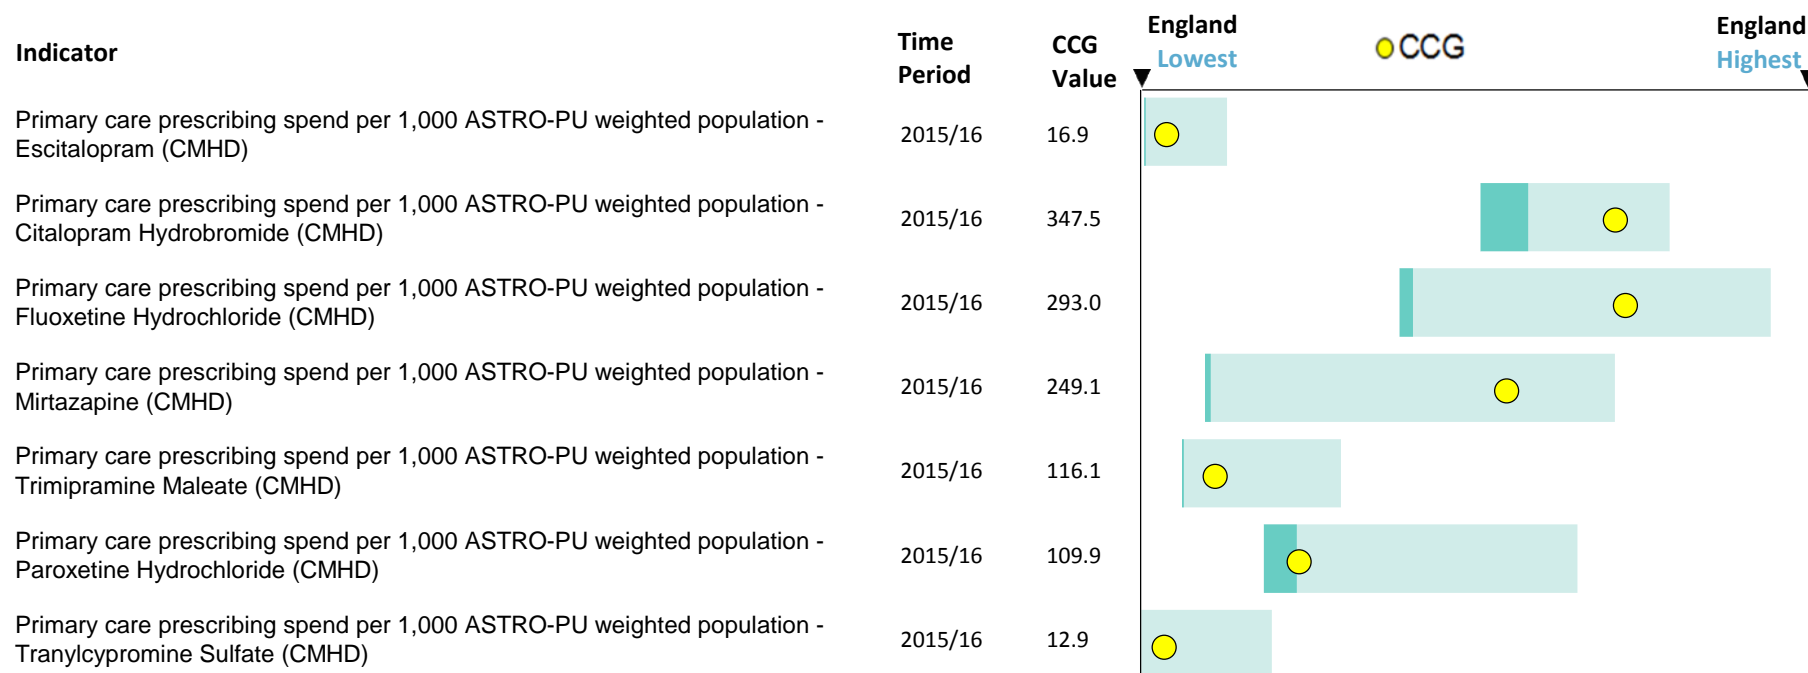 Indicator
Time
Period
CCG
Value
England
Lowest
CCG
England
Highest
Primary care prescribing spend per 1,000 ASTRO-PU weighted population -
Escitalopram (CMHD)
2015/16
16.9
Primary care prescribing spend per 1,000 ASTRO-PU weighted population -
Citalopram Hydrobromide (CMHD)
2015/16
347.5
Primary care prescribing spend per 1,000 ASTRO-PU weighted population -
Fluoxetine Hydrochloride (CMHD)
2015/16
293.0
Primary care prescribing spend per 1,000 ASTRO-PU weighted population -
Mirtazapine (CMHD)
2015/16
249.1
Primary care prescribing spend per 1,000 ASTRO-PU weighted population -
Trimipramine Maleate (CMHD)
2015/16
116.1
Primary care prescribing spend per 1,000 ASTRO-PU weighted population -
Paroxetine Hydrochloride (CMHD)
2015/16
109.9
Primary care prescribing spend per 1,000 ASTRO-PU weighted population -
Tranylcypromine Sulfate (CMHD)
2015/16
12.9